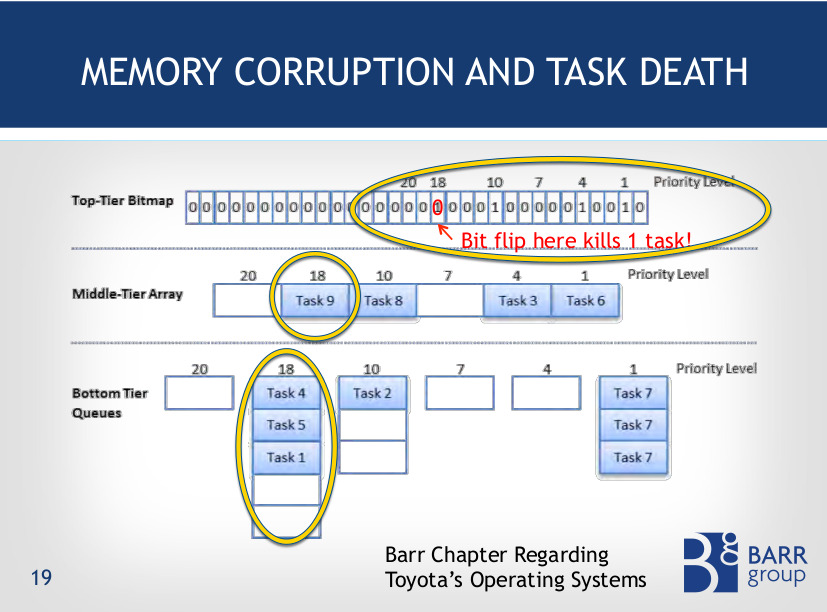 MEMORY CORRUPTION AND TASK DEATH
20 18 10 7 4 1 Priority Level
Top-Tier Bitmap 0 0 0 0 0 0 0 0 0 0 0 0 0 0 0 0 0 0 0 0 0 1 0 0 0 0 0 1 0 0 1 0
Bit flip here kills 1 task!
20 18 10 7 4 1 Priority Level
Middle-Tier Array Task 9 Task 8 Task 3 Task 6
20 18 10 7 4 1 Priority Level
Bottom Tier Task 4 Task 2 Task 7
Queues
Task 5 Task 7
Task 1 Task 7
Barr Chapter Regarding
Toyota's Operating Systems
19
BARR
group